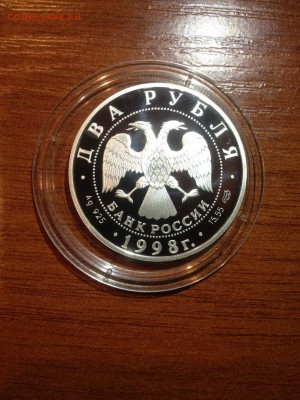 ДВА РУБЛЯ
БАНК РОССИИ
Ag 925
15,55
1998г.